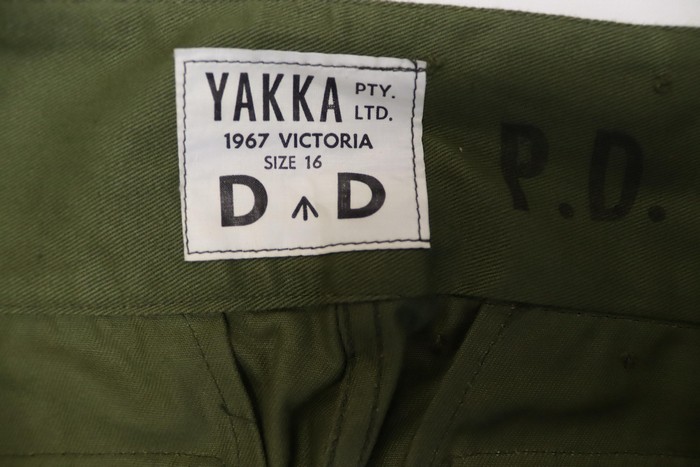 YAKKA PTY. LTD.
1967 VICTORIA
SIZE 16
D D
P.D.